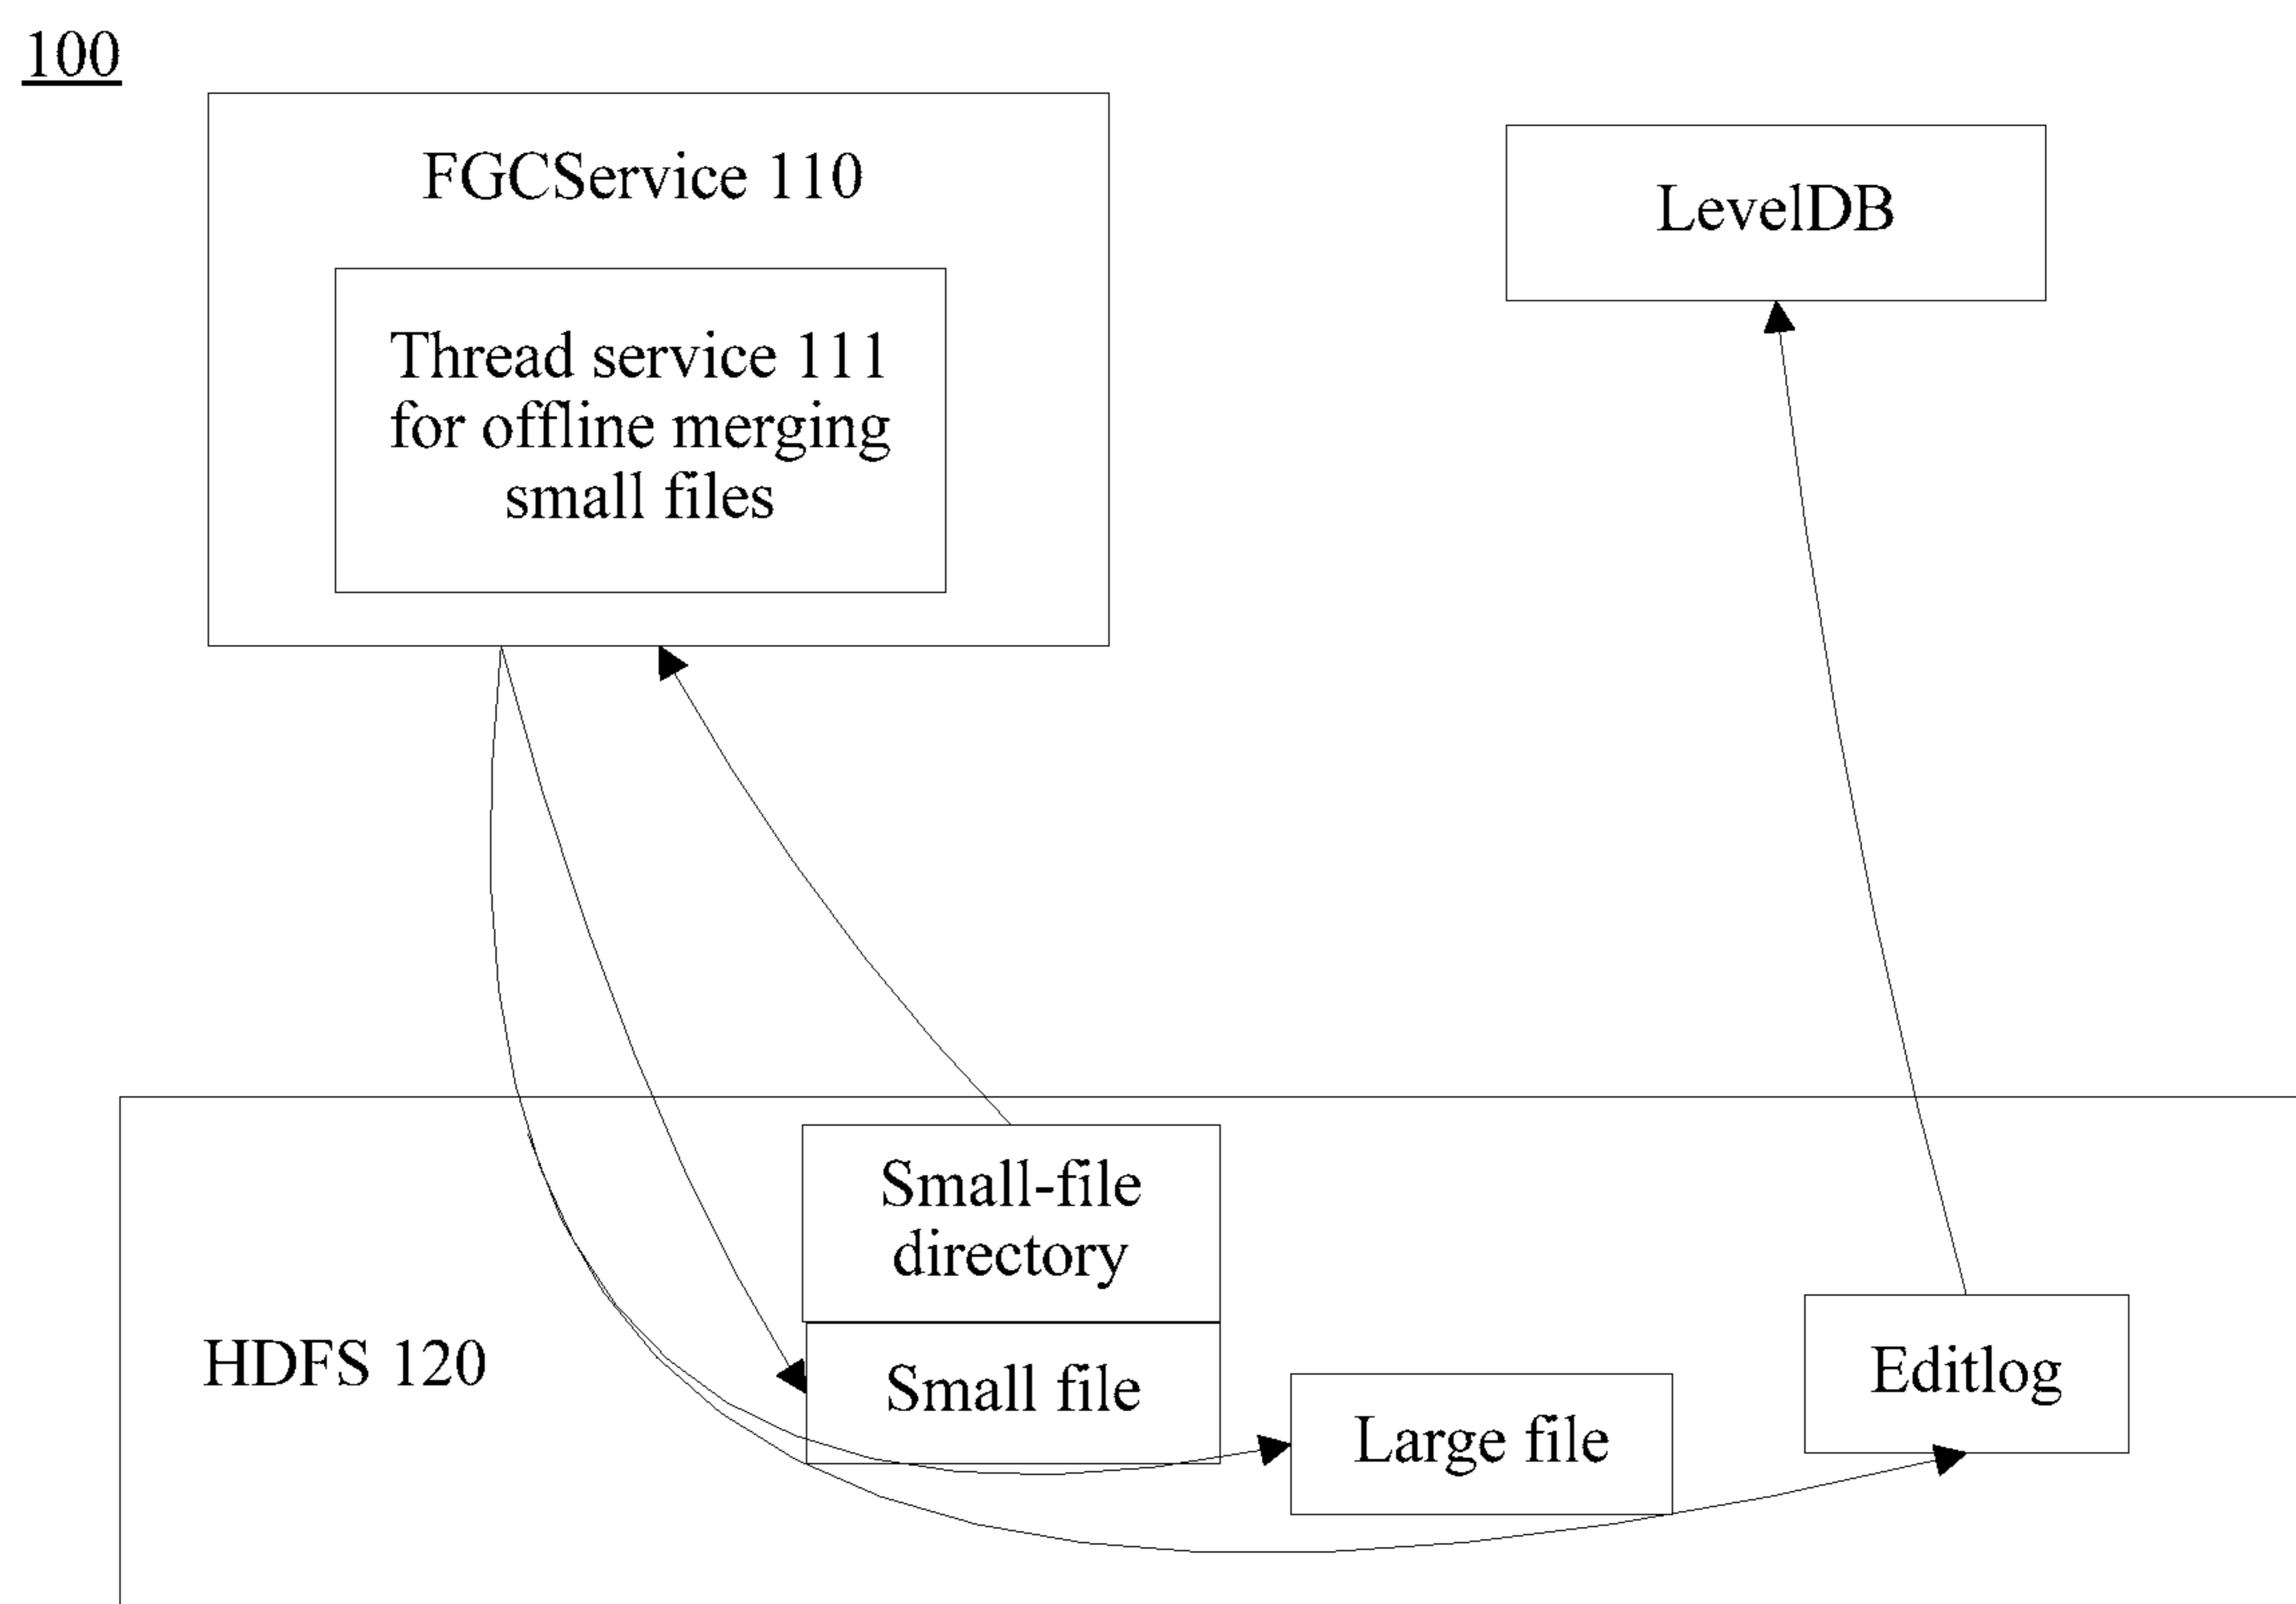 100
FGCService 110
LevelDB
Thread service 111
for offline merging
small files
Small-file
directory
HDFS 120
Small file
Large file
Editlog